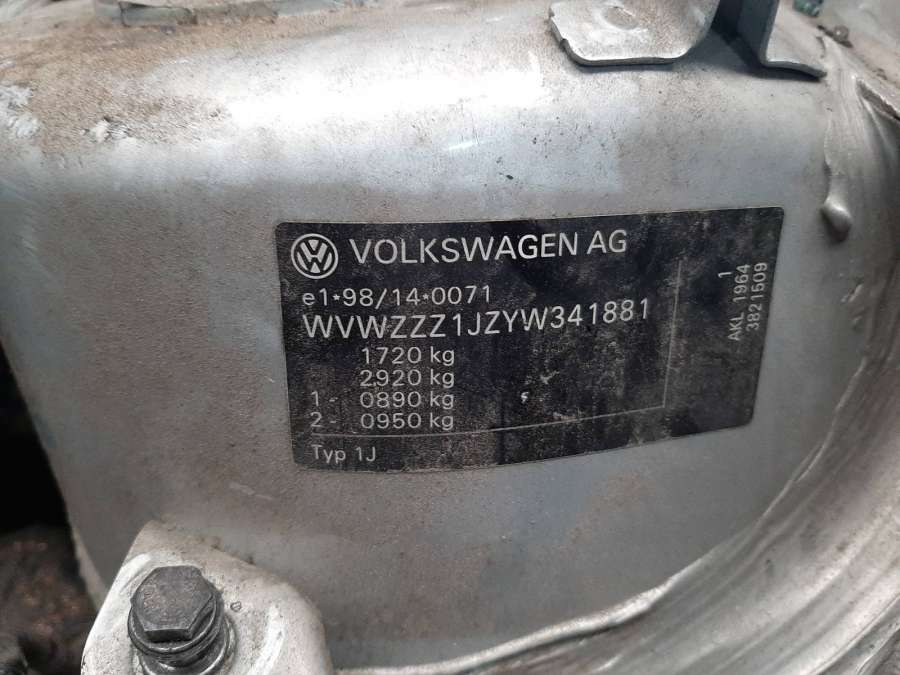 VOLKSWAGEN AG
e1*98/14*0071
WVWZZZ1JZYW341881
1720 kg
2920 kg
1 - 0890 kg
2 - 0950 kg
Typ 1J
1
AKL 1964
3821509